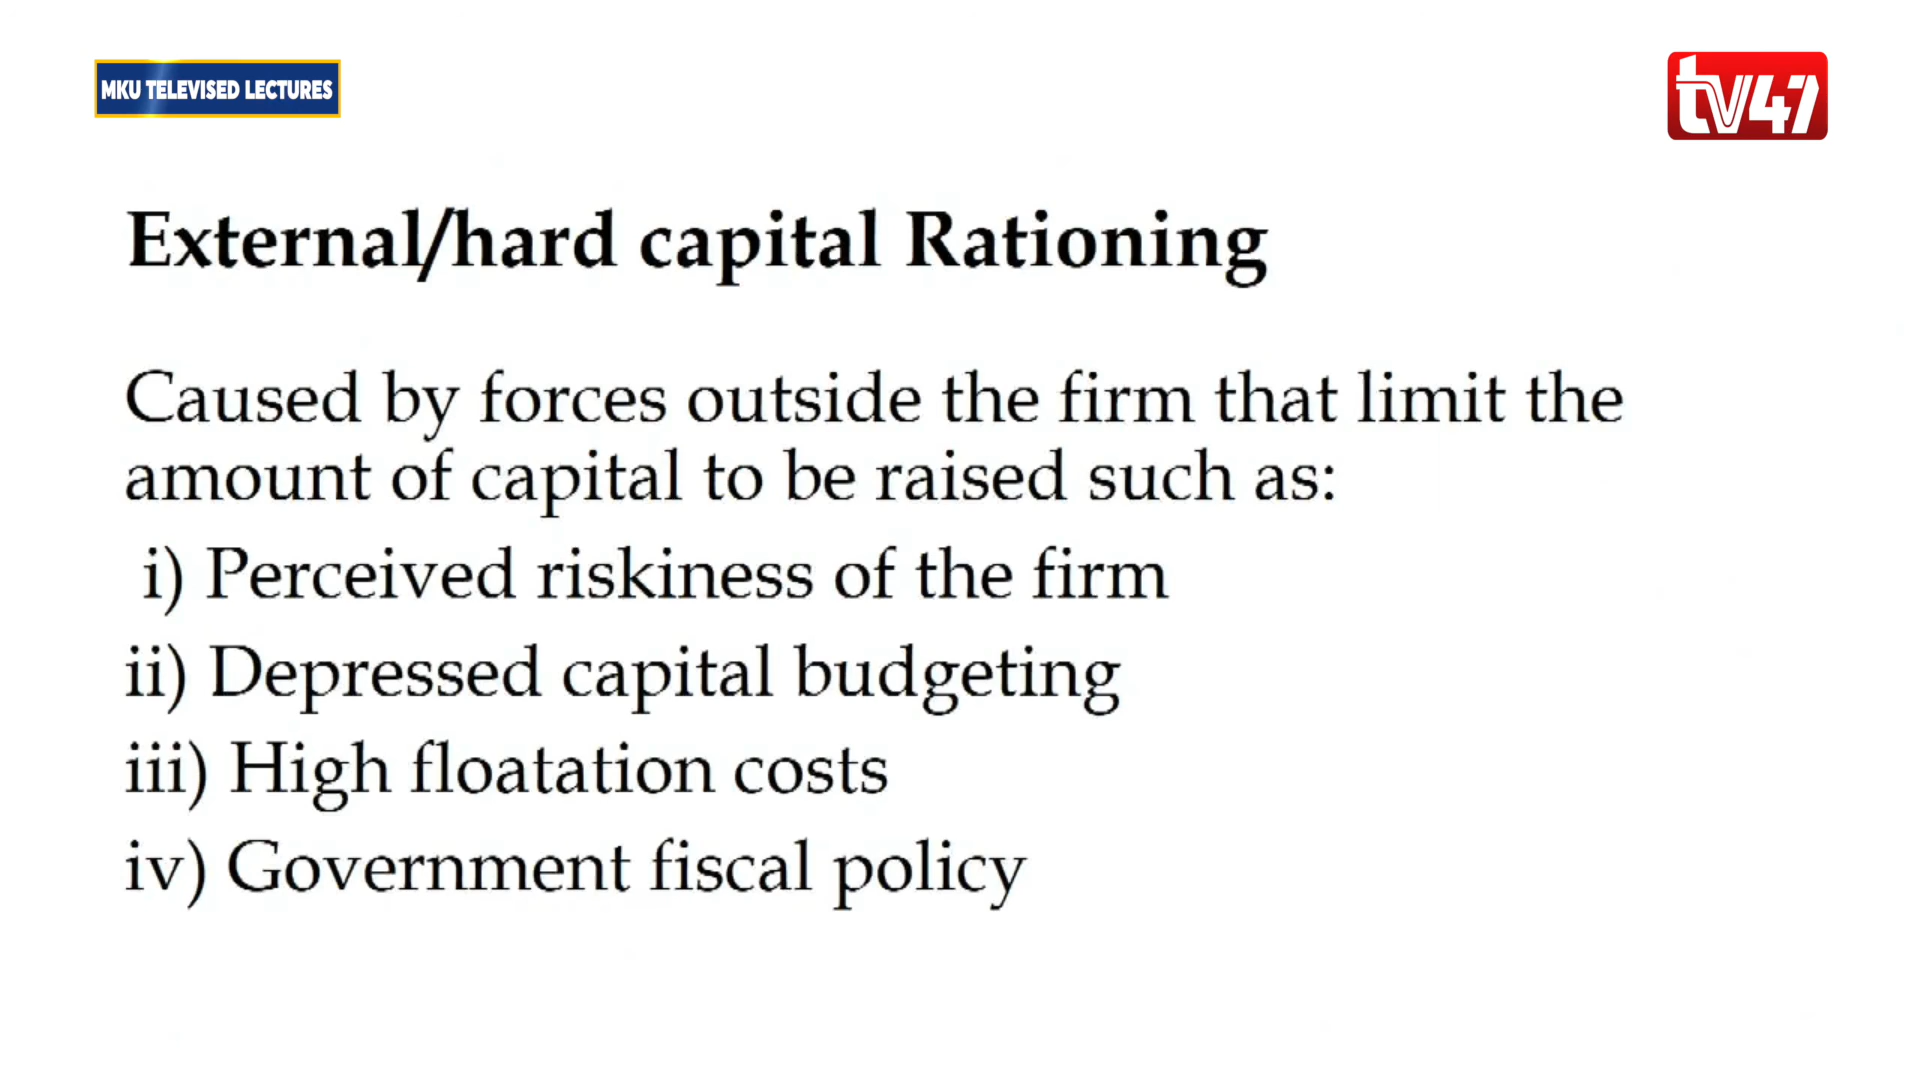 MKU TELEVISED LECTURES
tv47
External/hard capital Rationing
Caused by forces outside the firm that limit the
amount of capital to be raised such as:
i) Perceived riskiness of the firm
ii) Depressed capital budgeting
iii) High floatation costs
iv) Government fiscal policy